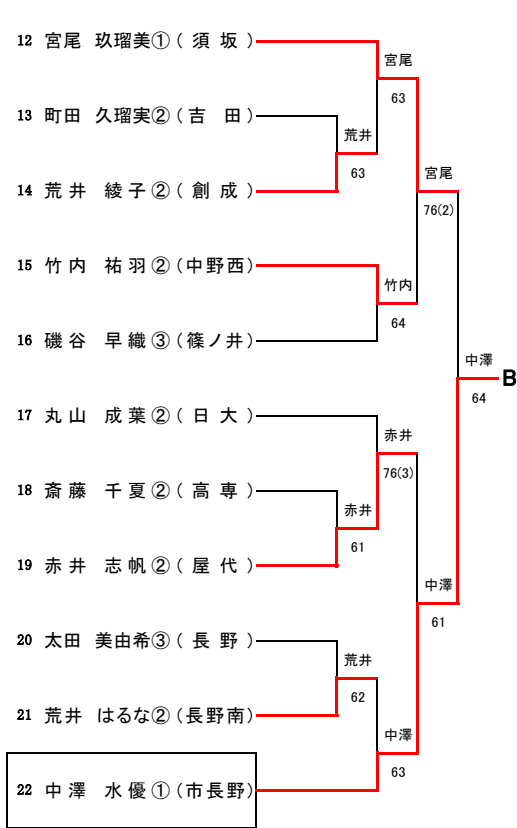 12 宮尾 玖瑠美①(須坂)
宮尾
63
13 町田 久瑠実②(吉田)
荒井
63
14 荒井 綾子②(創成)
宮尾
76(2)
15 竹内 祐羽②(中野西)
竹内
64
16 磯谷 早織③(篠ノ井)
中澤
B
64
17 丸山 成葉②(日大)
赤井
76(3)
18 斎藤 千夏②(高専)
赤井
61
19 赤井 志帆②(屋代)
中澤
61
20 太田 美由希③(長野)
荒井
62
21 荒井 はるな②(長野南)
中澤
63
22 中澤 水優①(市長野)